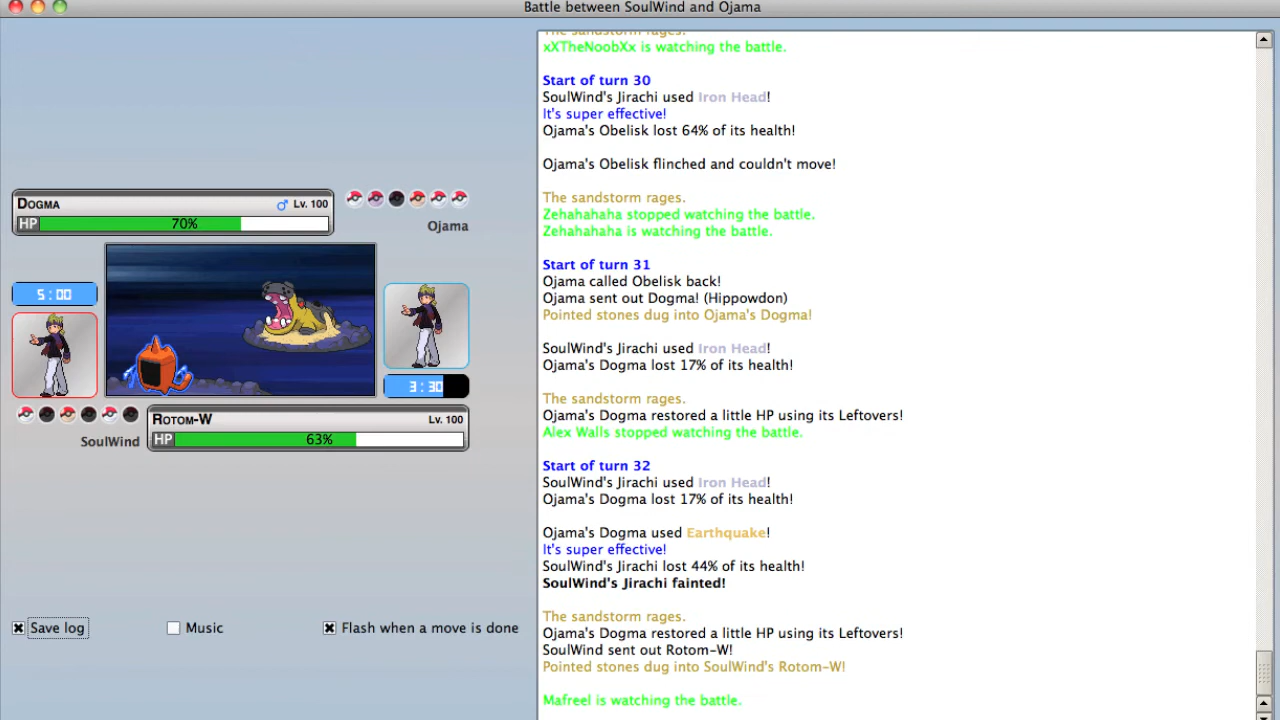 Battle between SoulWind and Ojama
The sandstorm rages.
xXTheNoobXx is watching the battle.
Start of turn 30
SoulWind's Jirachi used Iron Head!
It's super effective!
Ojama's Obelisk lost 64% of its health!
Ojama's Obelisk flinched and couldn't move!
The sandstorm rages.
Zehahahaha stopped watching the battle.
Zehahahaha is watching the battle.
Start of turn 31
Ojama called Obelisk back!
Ojama sent out Dogma! (Hippowdon)
Pointed stones dug into Ojama's Dogma!
SoulWind's Jirachi used Iron Head!
Ojama's Dogma lost 17% of its health!
The sandstorm rages.
Ojama's Dogma restored a little HP using its Leftovers!
Alex Walls stopped watching the battle.
Start of turn 32
SoulWind's Jirachi used Iron Head!
Ojama's Dogma lost 17% of its health!
Ojama's Dogma used Earthquake!
It's super effective!
SoulWind's Jirachi lost 44% of its health!
SoulWind's Jirachi fainted!
The sandstorm rages.
Ojama's Dogma restored a little HP using its Leftovers!
SoulWind sent out Rotom-W!
Pointed stones dug into SoulWind's Rotom-W!
Mafreel is watching the battle.
Dogma ♂ Lv. 100
HP 70%
Ojama
5:00
3:30
Rotom-W Lv. 100
HP 63%
SoulWind
Save log
Music
Flash when a move is done